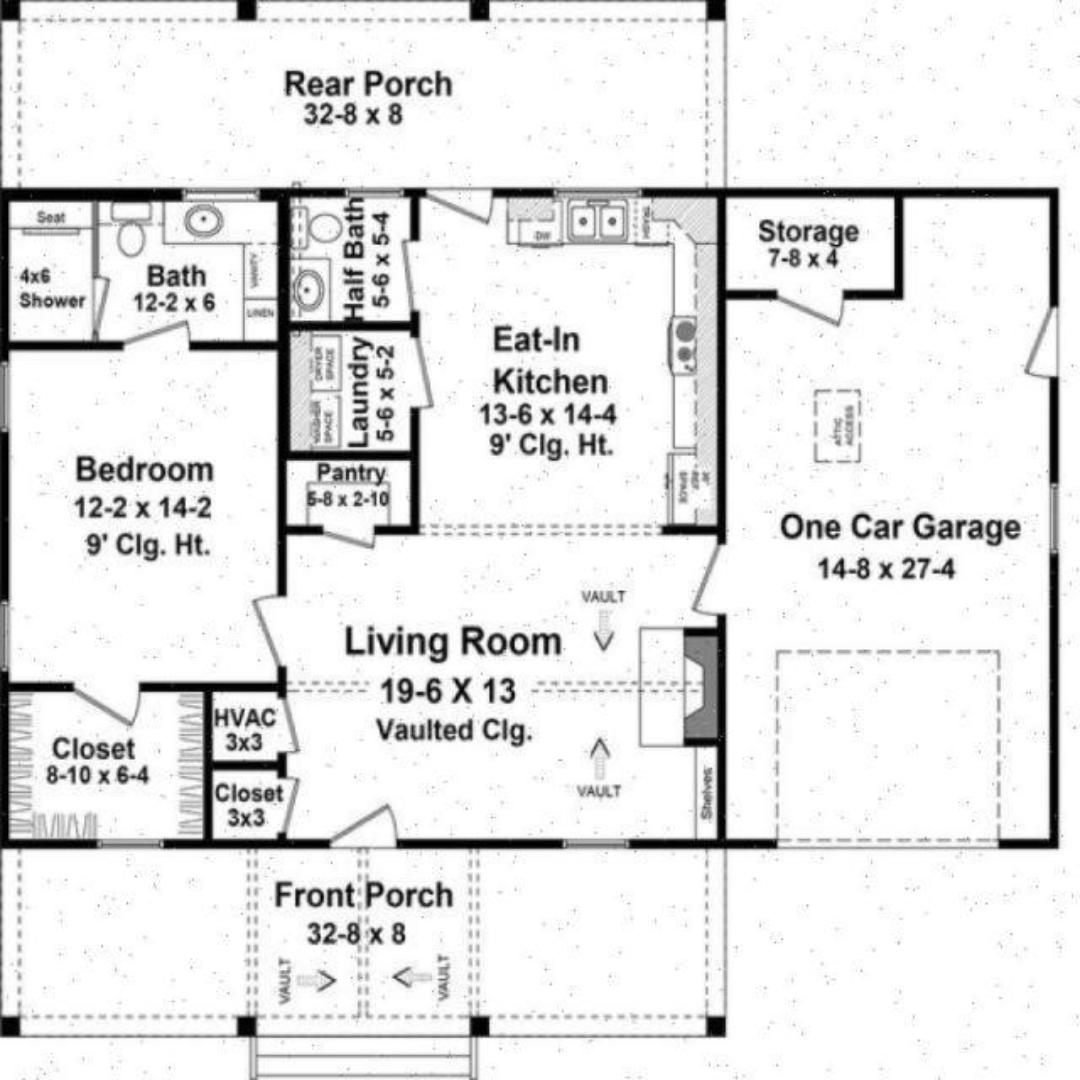 Rear Porch
32-8 x 8
Seat
4x6
Shower
Bath
12-2 x 6
VANITY
LINEN
Half Bath
5-6 x 5-4
DW
TRASH
Storage
7-8 x 4
Eat-In
Kitchen
13-6 x 14-4
9' Clg. Ht.
DRYER
SPACE
WASHER
SPACE
Laundry
5-6 x 5-2
ATTIC
ACCESS
Bedroom
12-2 x 14-2
9' Clg. Ht.
Pantry
5-8 x 2-10
REF
SPACE
One Car Garage
14-8 x 27-4
VAULT
Living Room
19-6 X 13
Vaulted Clg.
VAULT
Shelves
HVAC
3x3
Closet
8-10 x 6-4
Closet
3x3
Front Porch
32-8 x 8
VAULT
VAULT